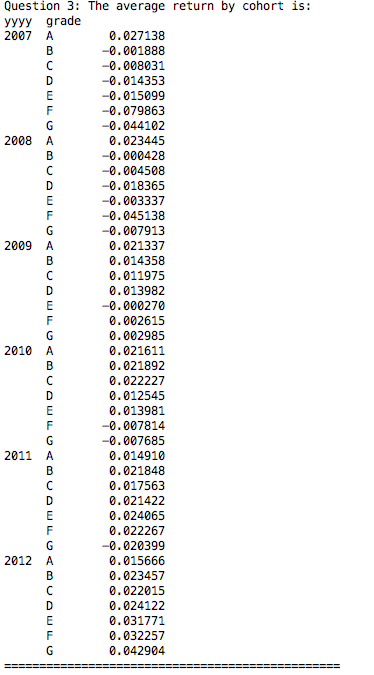 Question 3: The average return by cohort is:
yyyy  grade
2007  A        0.027138
      B       -0.001888
      C       -0.008031
      D       -0.014353
      E       -0.015099
      F       -0.079863
      G       -0.044102
2008  A        0.023445
      B       -0.000428
      C       -0.004508
      D       -0.018365
      E       -0.003337
      F       -0.045138
      G       -0.007913
2009  A        0.021337
      B        0.014358
      C        0.011975
      D        0.013982
      E       -0.000270
      F        0.002615
      G        0.002985
2010  A        0.021611
      B        0.021892
      C        0.022227
      D        0.012545
      E        0.013981
      F       -0.007814
      G       -0.007685
2011  A        0.014910
      B        0.021848
      C        0.017563
      D        0.021422
      E        0.024065
      F        0.022267
      G       -0.020399
2012  A        0.015666
      B        0.023457
      C        0.022015
      D        0.024122
      E        0.031771
      F        0.032257
      G        0.042904
================================================